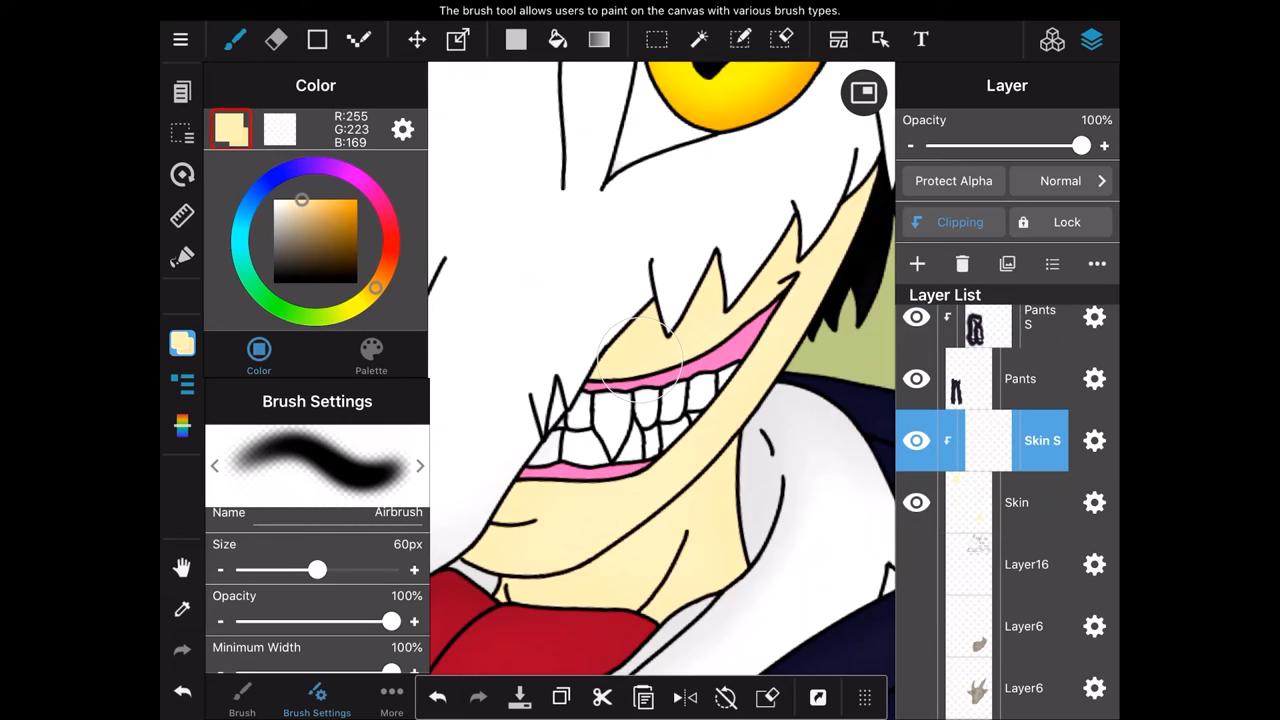 The brush tool allows users to paint on the canvas with various brush types.
T
Color
R:255
G:223
B:169
Color
Palette
Brush Settings
Name
Airbrush
Size
60px
-
+
Opacity
100%
-
+
Minimum Width
100%
-
+
Brush
Brush Settings
More
Layer
Opacity
100%
-
+
Protect Alpha
Normal
Clipping
Lock
Layer List
Pants
S
Pants
Skin S
Skin
Layer16
Layer6
Layer6